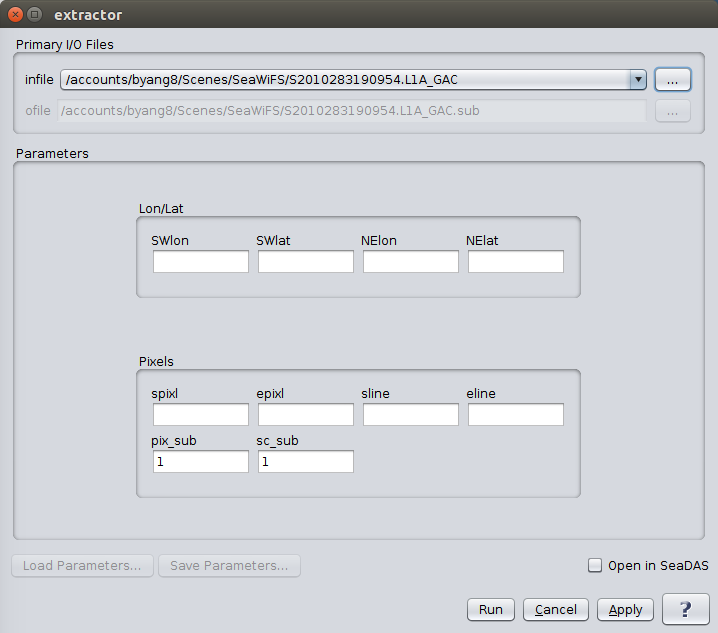 extractor
Primary I/O Files
infile /accounts/byang8/Scenes/SeaWiFS/S2010283190954.L1A_GAC ...
ofile /accounts/byang8/Scenes/SeaWiFS/S2010283190954.L1A_GAC.sub ...
Parameters
Lon/Lat
SWlon SWlat NElon NElat
Pixels
spixl epixl sline eline
pix_sub sc_sub
1 1
Load Parameters... Save Parameters... Open in SeaDAS
Run Cancel Apply ?